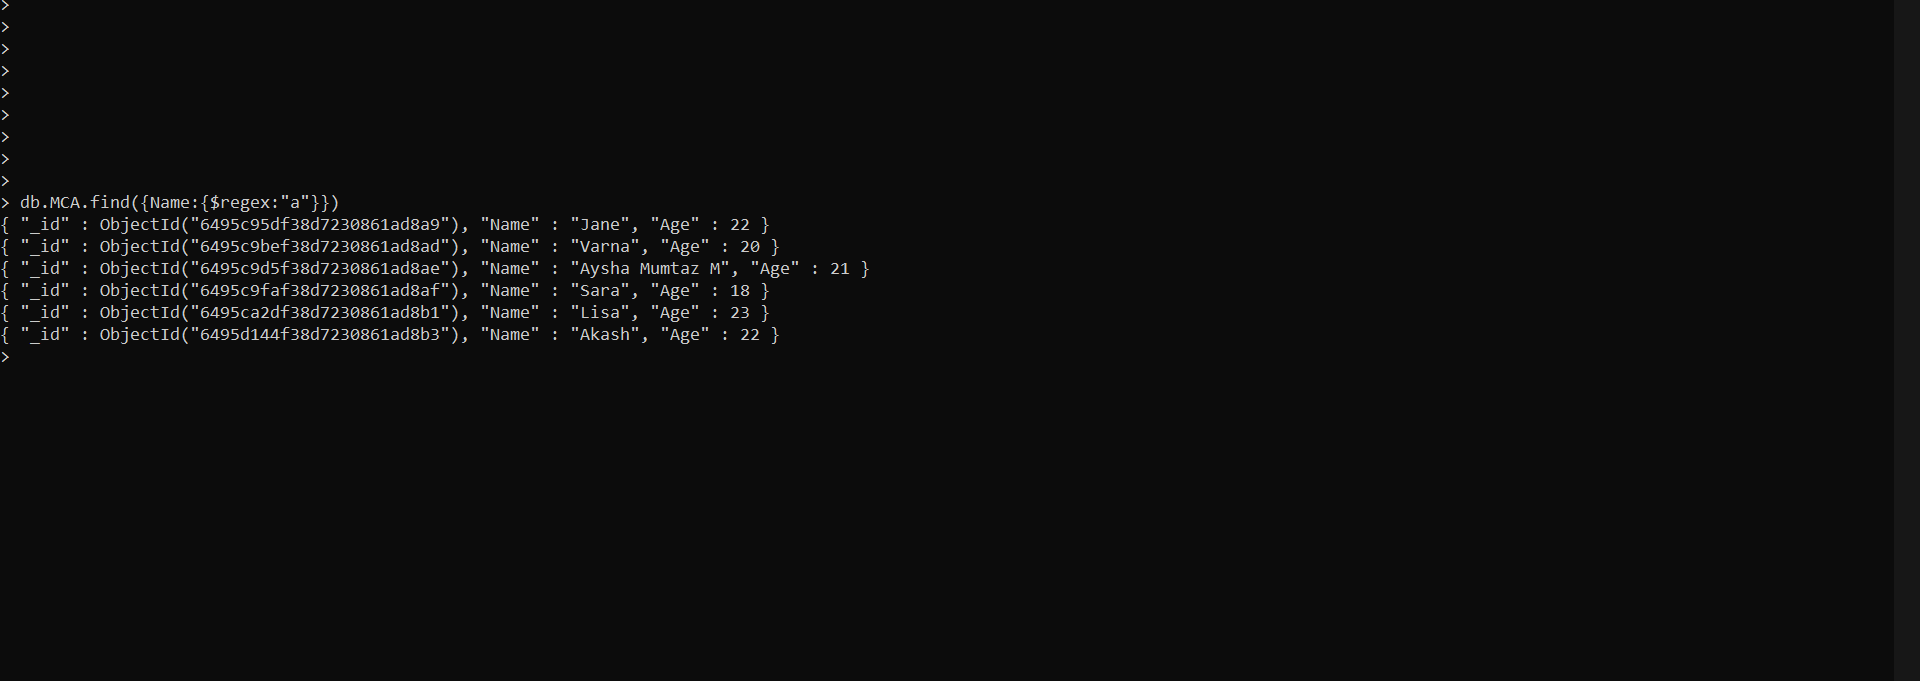 >
>
>
>
>
>
>
>
>
> db.MCA.find({Name:{$regex:"a"}})
{ "_id" : ObjectId("6495c95df38d7230861ad8a9"), "Name" : "Jane", "Age" : 22 }
{ "_id" : ObjectId("6495c9bef38d7230861ad8ad"), "Name" : "Varna", "Age" : 20 }
{ "_id" : ObjectId("6495c9d5f38d7230861ad8ae"), "Name" : "Aysha Mumtaz M", "Age" : 21 }
{ "_id" : ObjectId("6495c9faf38d7230861ad8af"), "Name" : "Sara", "Age" : 18 }
{ "_id" : ObjectId("6495ca2df38d7230861ad8b1"), "Name" : "Lisa", "Age" : 23 }
{ "_id" : ObjectId("6495d144f38d7230861ad8b3"), "Name" : "Akash", "Age" : 22 }
>